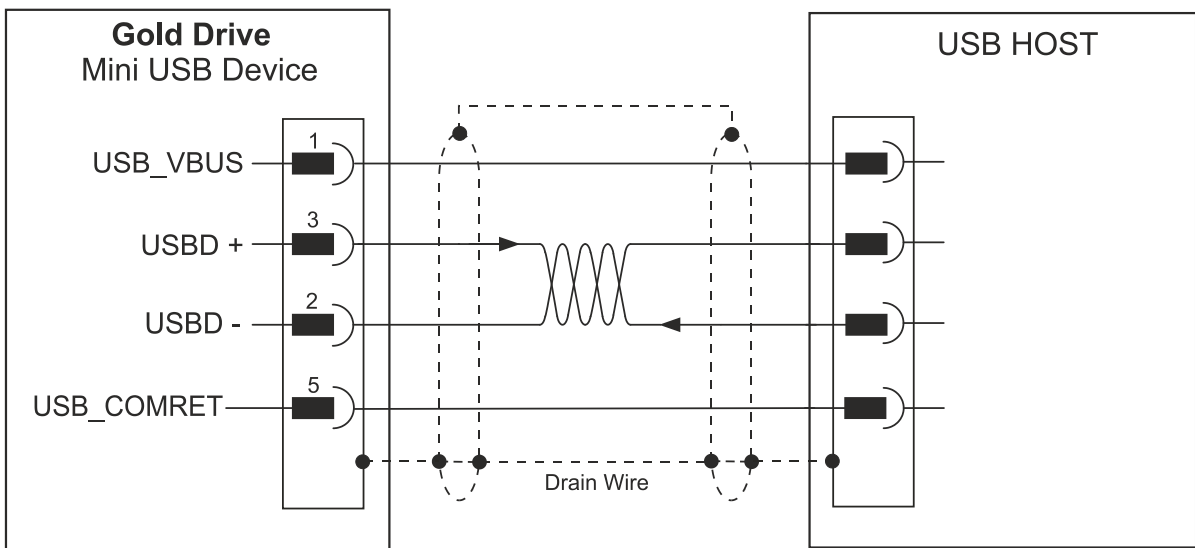 Gold Drive
Mini USB Device
USB HOST
USB_VBUS
1
USBD +
3
USBD -
2
USB_COMRET
5
Drain Wire